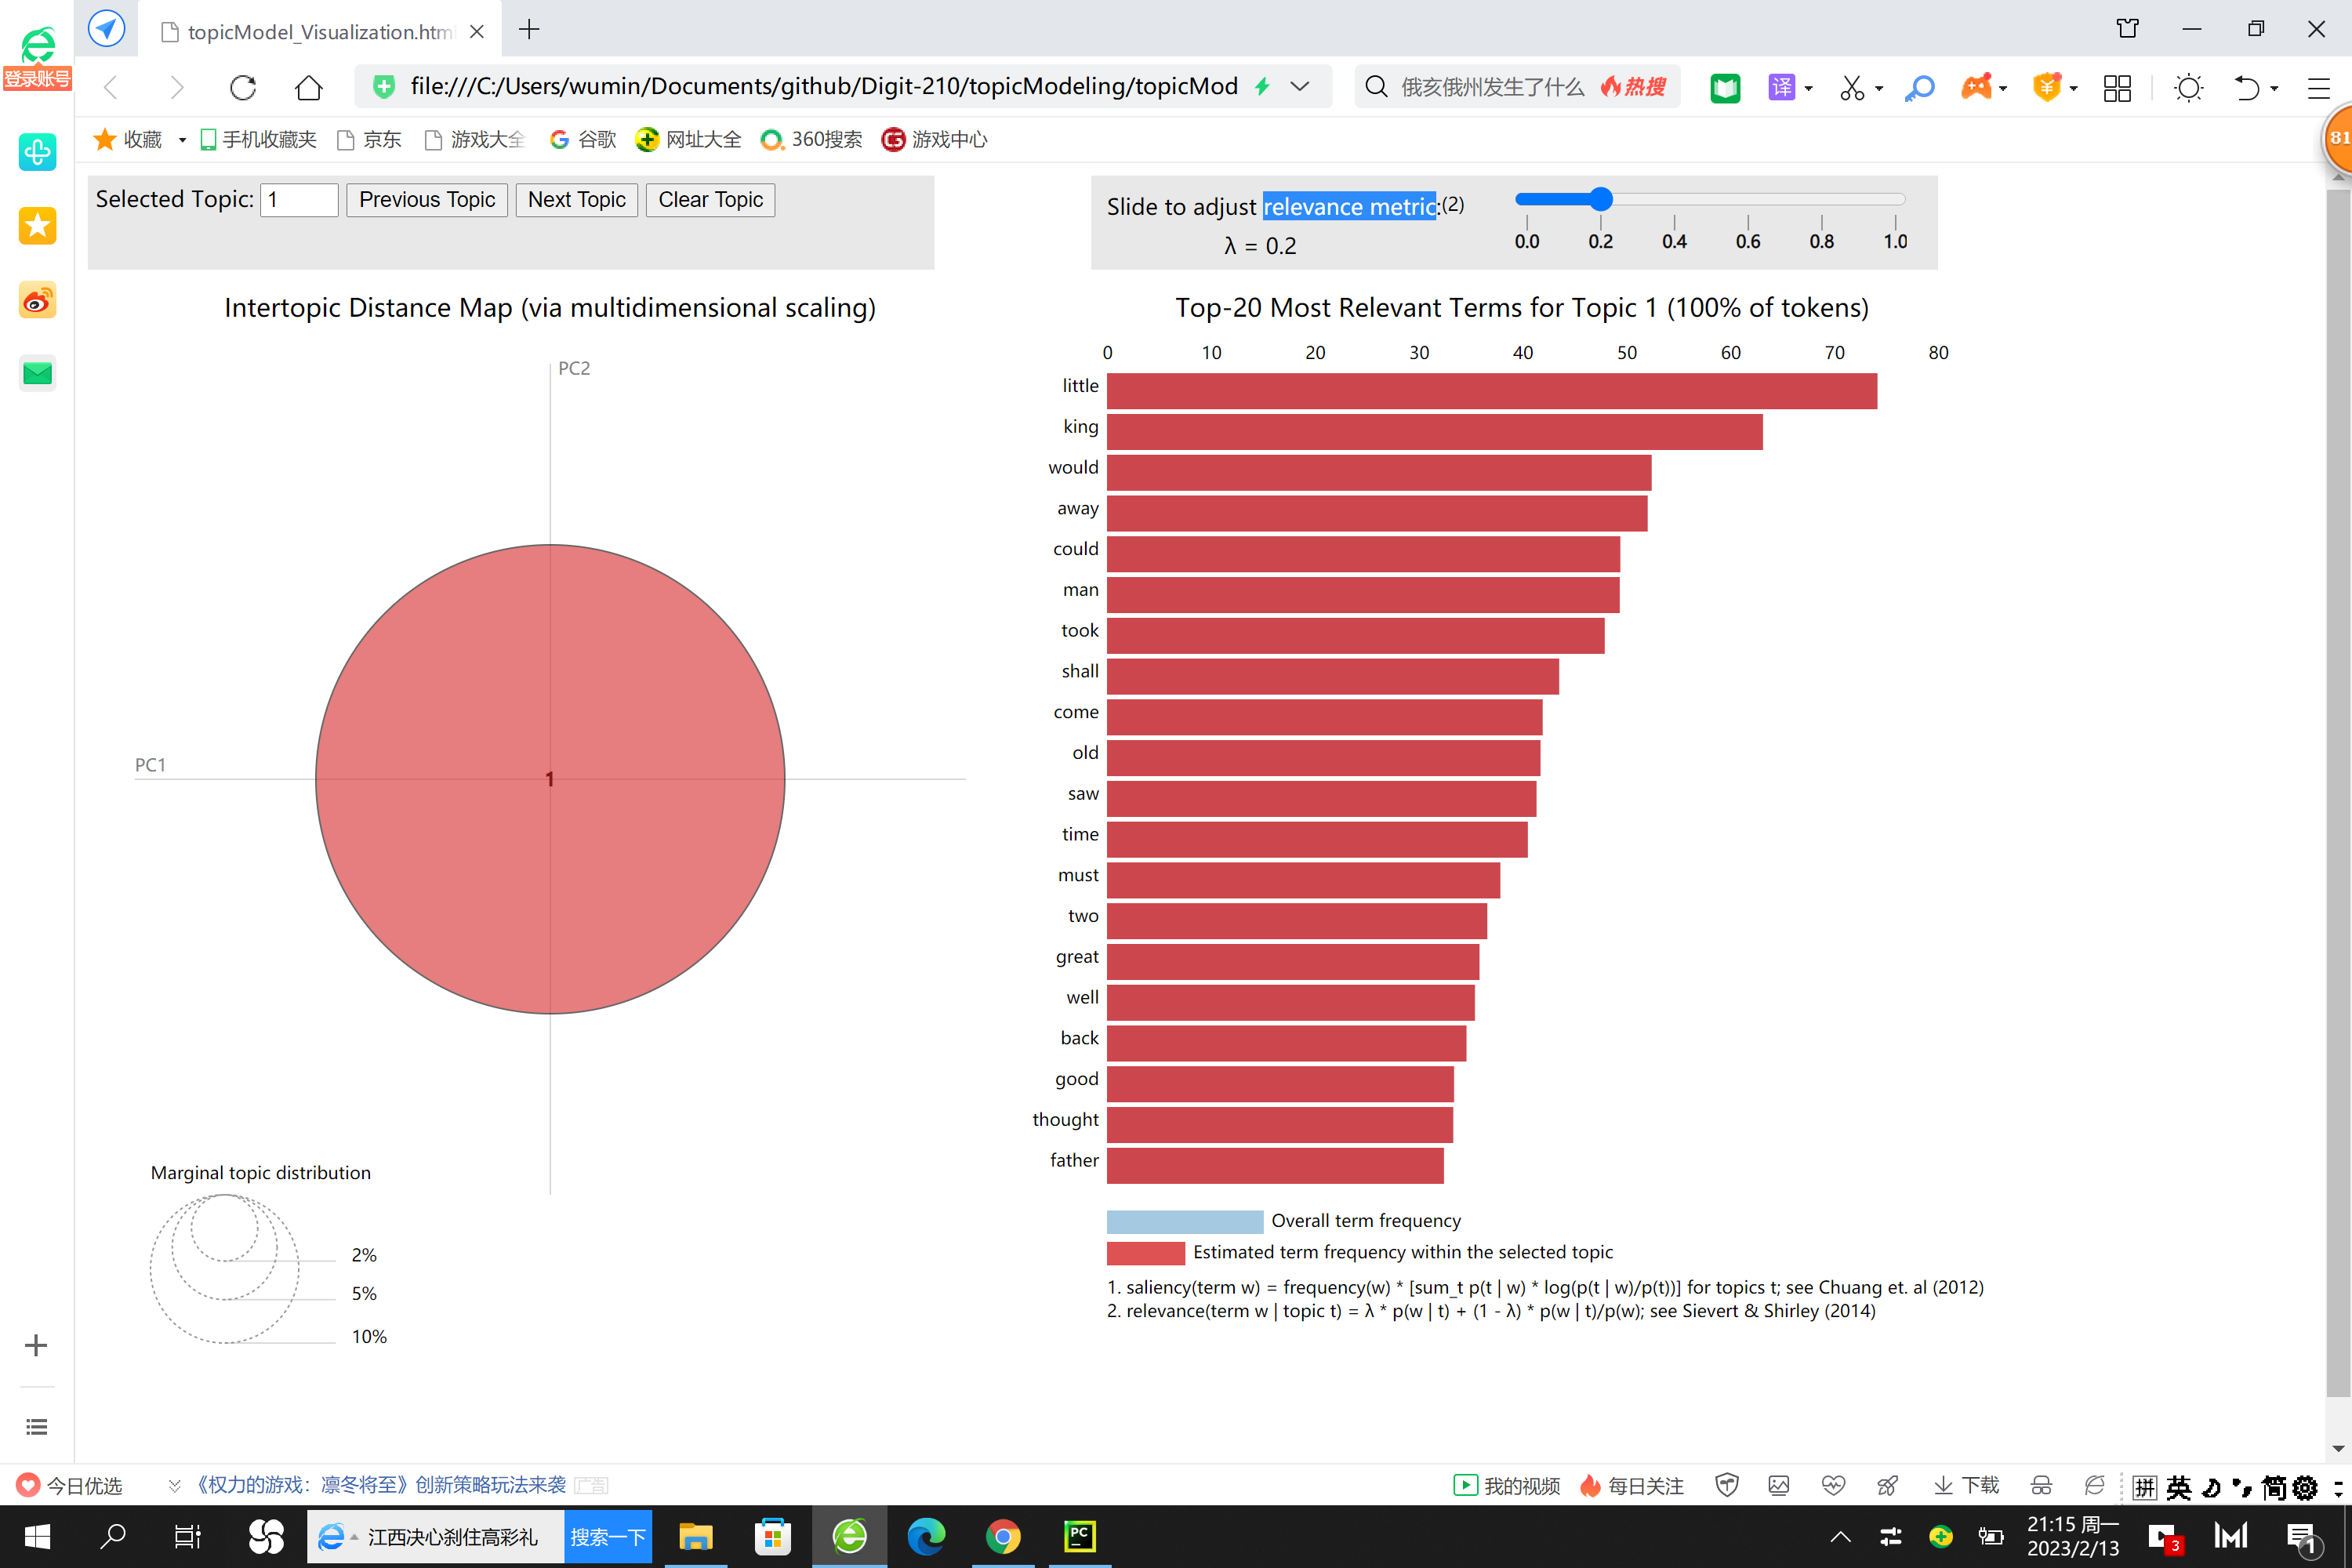 登录账号
topicModel_Visualization.html
file:///C:/Users/wumin/Documents/github/Digit-210/topicModeling/topicMod
俄亥俄州发生了什么
热搜
译
收藏
手机收藏夹
京东
游戏大全
谷歌
网址大全
360搜索
游戏中心
81
Selected Topic: 1 Previous Topic Next Topic Clear Topic
Slide to adjust relevance metric:(2)
λ = 0.2
0.0 0.2 0.4 0.6 0.8 1.0
Intertopic Distance Map (via multidimensional scaling)
PC2
PC1
1
Marginal topic distribution
2%
5%
10%
Top-20 Most Relevant Terms for Topic 1 (100% of tokens)
0 10 20 30 40 50 60 70 80
little
king
would
away
could
man
took
shall
come
old
saw
time
must
two
great
well
back
good
thought
father
Overall term frequency
Estimated term frequency within the selected topic
1. saliency(term w) = frequency(w) * [sum_t p(t | w) * log(p(t | w)/p(t))] for topics t; see Chuang et. al (2012)
2. relevance(term w | topic t) = λ * p(w | t) + (1 - λ) * p(w | t)/p(w); see Sievert & Shirley (2014)
今日优选
《权力的游戏：凛冬将至》创新策略玩法来袭
广告
我的视频
每日关注
下载
拼 英 简
江西决心刹住高彩礼
搜索一下
PC
21:15 周一
2023/2/13
3
1